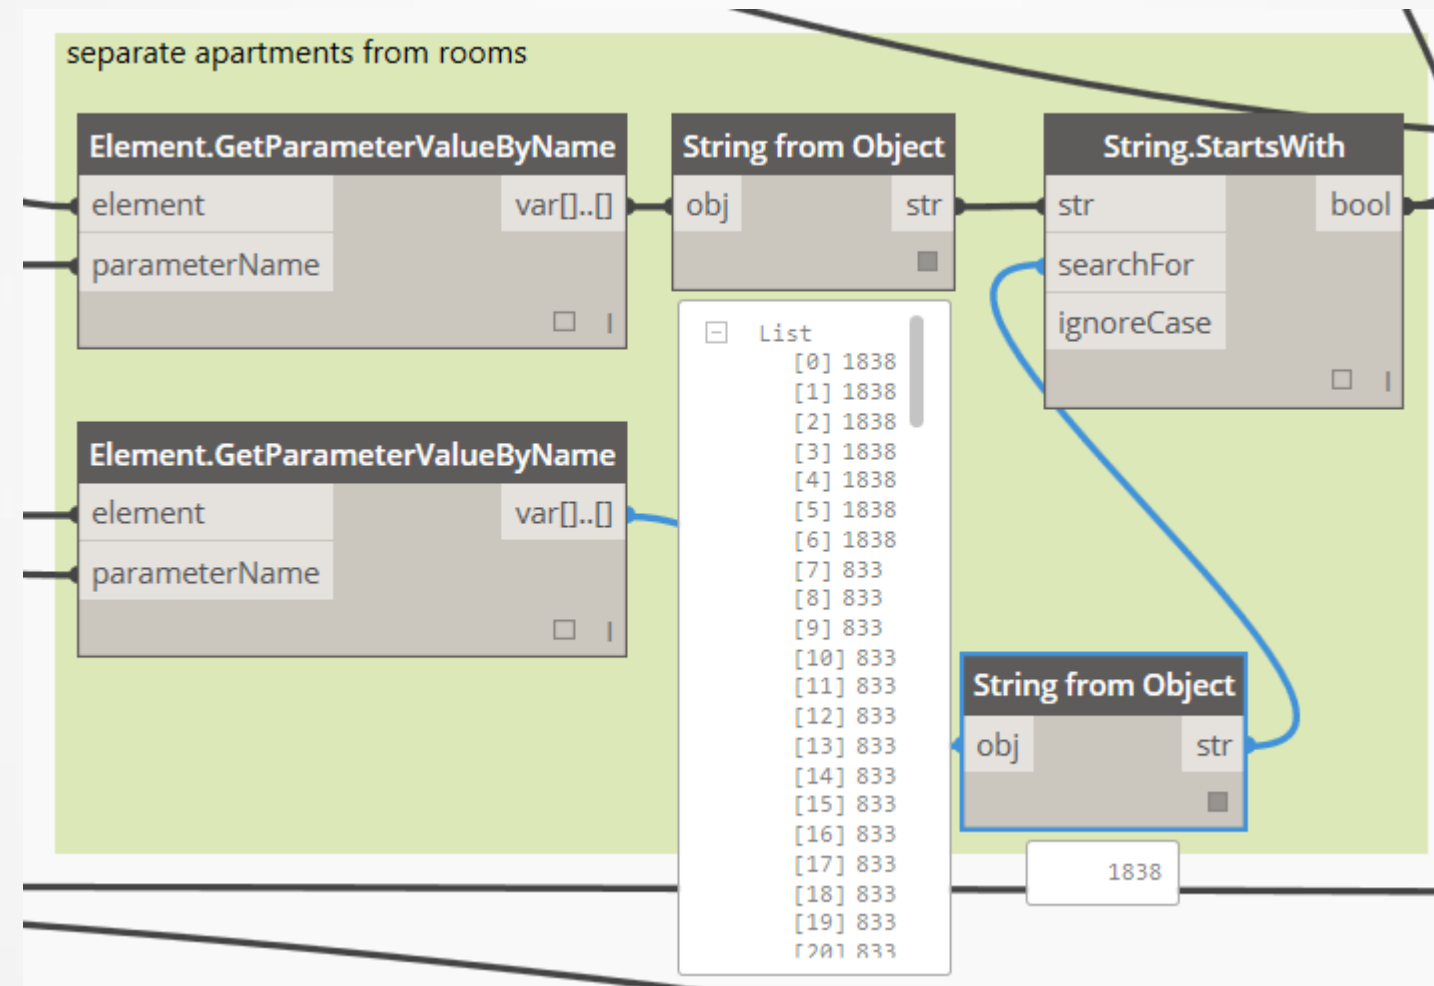 separate apartments from rooms
Element.GetParameterValueByName
element
var[]..[]
parameterName
String from Object
obj
str
String.StartsWith
str
bool
searchFor
ignoreCase
List
[0] 1838
[1] 1838
[2] 1838
[3] 1838
[4] 1838
[5] 1838
[6] 1838
[7] 833
[8] 833
[9] 833
[10] 833
[11] 833
[12] 833
[13] 833
[14] 833
[15] 833
[16] 833
[17] 833
[18] 833
[19] 833
[20] 833
Element.GetParameterValueByName
element
var[]..[]
parameterName
String from Object
obj
str
1838